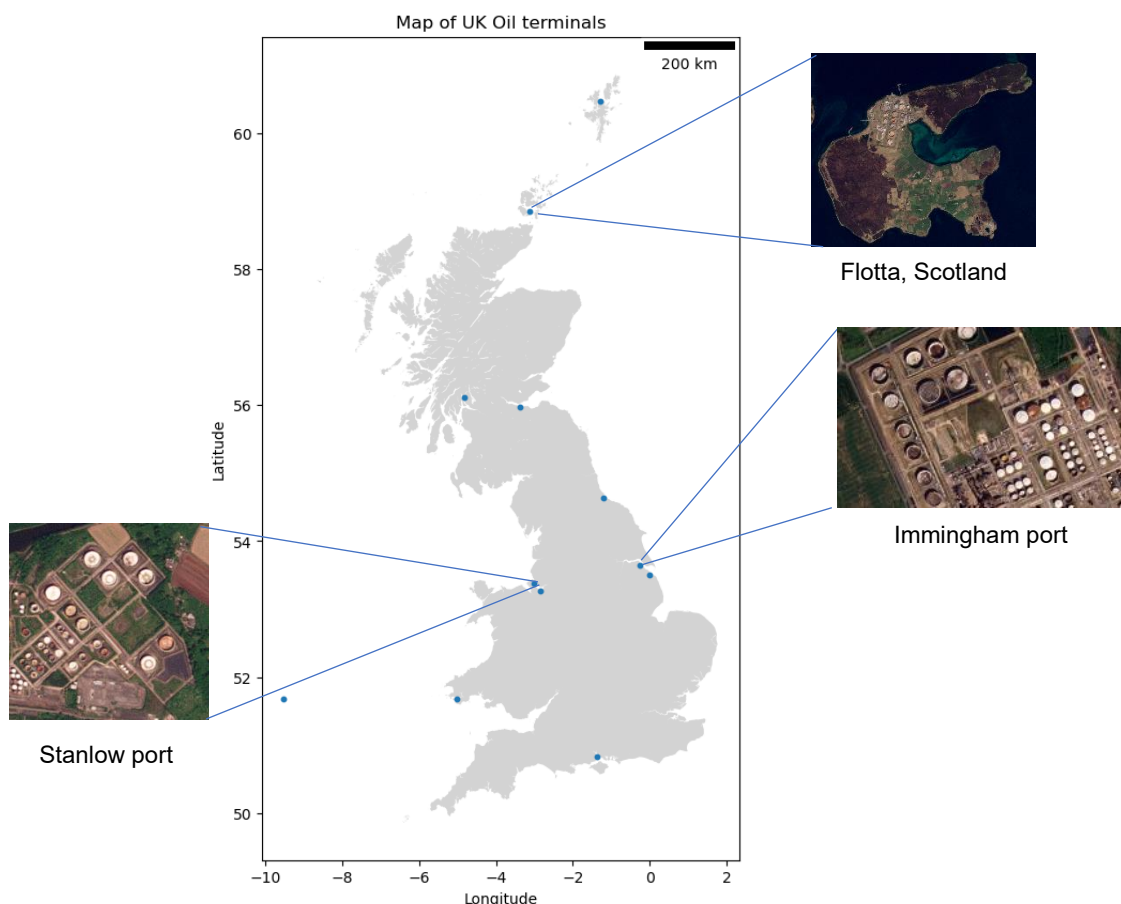 Map of UK Oil terminals
200 km
60
58
56
54
52
50
Latitude
−10
−8
−6
−4
−2
0
2
Longitude
Flotta, Scotland
Immingham port
Stanlow port